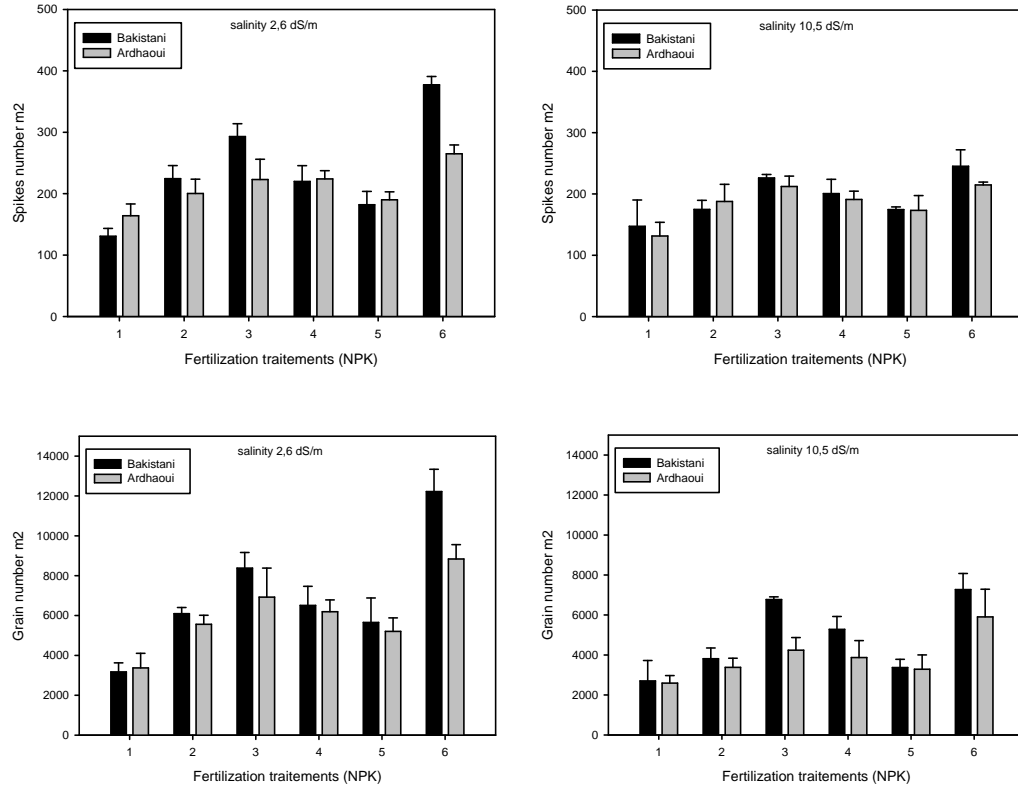 500
400
300
200
100
0
Spikes number m2
salinity 2,6 dS/m
Bakistani
Ardhaoui
1 2 3 4 5 6
Fertilization traitements (NPK)
500
400
300
200
100
0
Spikes number m2
salinity 10,5 dS/m
Bakistani
Ardhaoui
1 2 3 4 5 6
Fertilization traitements (NPK)
14000
12000
10000
8000
6000
4000
2000
0
Grain number m2
salinity 2,6 dS/m
Bakistani
Ardhaoui
1 2 3 4 5 6
Fertilization traitements (NPK)
14000
12000
10000
8000
6000
4000
2000
0
Grain number m2
salinity 10,5 dS/m
Bakistani
Ardhaoui
1 2 3 4 5 6
Fertilization traitements (NPK)